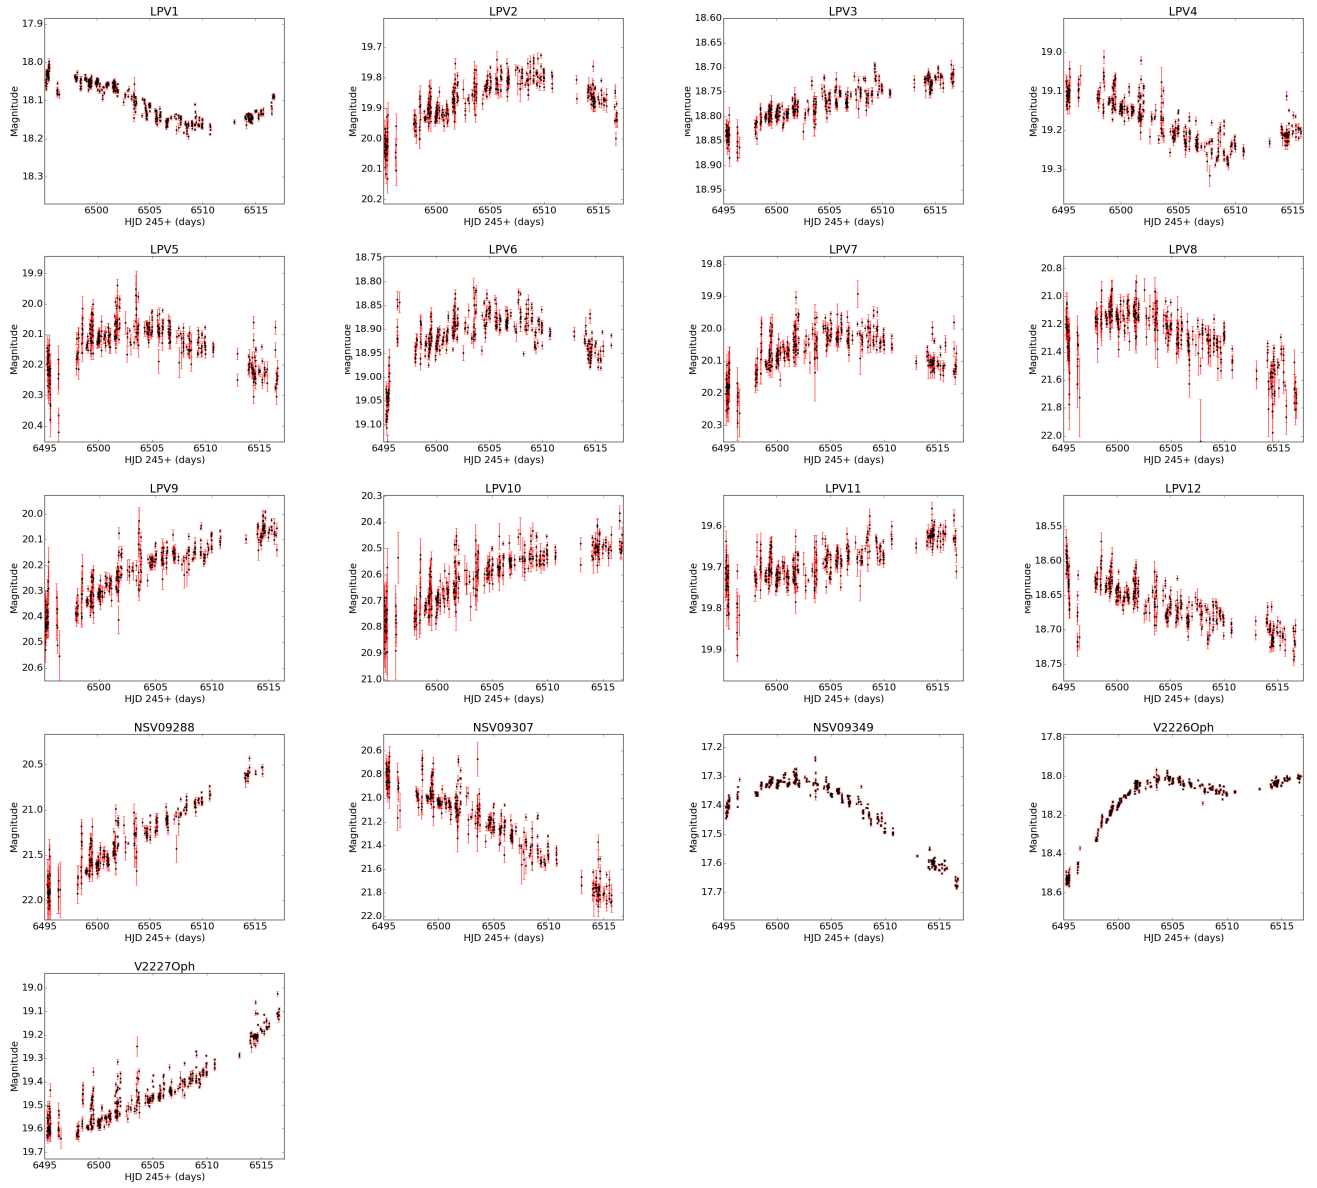 LPV1
17.9
18.0
18.1
18.2
18.3
Magnitude
6500 6505 6510 6515
HJD 245+ (days)
LPV2
19.7
19.8
19.9
20.0
20.1
20.2
Magnitude
6500 6505 6510 6515
HJD 245+ (days)
LPV3
18.60
18.65
18.70
18.75
18.80
18.85
18.90
18.95
Magnitude
6495 6500 6505 6510 6515
HJD 245+ (days)
LPV4
19.0
19.1
19.2
19.3
Magnitude
6495 6500 6505 6510 6515
HJD 245+ (days)
LPV5
19.9
20.0
20.1
20.2
20.3
20.4
Magnitude
6495 6500 6505 6510 6515
HJD 245+ (days)
LPV6
18.75
18.80
18.85
18.90
18.95
19.00
19.05
19.10
Magnitude
6500 6505 6510 6515
HJD 245+ (days)
LPV7
19.8
19.9
20.0
20.1
20.2
20.3
Magnitude
6495 6500 6505 6510 6515
HJD 245+ (days)
LPV8
20.8
21.0
21.2
21.4
21.6
21.8
22.0
Magnitude
6495 6500 6505 6510 6515
HJD 245+ (days)
LPV9
20.0
20.1
20.2
20.3
20.4
20.5
20.6
Magnitude
6500 6505 6510 6515
HJD 245+ (days)
LPV10
20.3
20.4
20.5
20.6
20.7
20.8
20.9
21.0
Magnitude
6500 6505 6510 6515
HJD 245+ (days)
LPV11
19.6
19.7
19.8
19.9
Magnitude
6500 6505 6510 6515
HJD 245+ (days)
LPV12
18.55
18.60
18.65
18.70
18.75
Magnitude
6495 6500 6505 6510 6515
HJD 245+ (days)
NSV09288
20.5
21.0
21.5
22.0
Magnitude
6495 6500 6505 6510 6515
HJD 245+ (days)
NSV09307
20.6
20.8
21.0
21.2
21.4
21.6
21.8
22.0
Magnitude
6495 6500 6505 6510 6515
HJD 245+ (days)
NSV09349
17.2
17.3
17.4
17.5
17.6
17.7
Magnitude
6495 6500 6505 6510 6515
HJD 245+ (days)
V2226Oph
17.8
18.0
18.2
18.4
18.6
Magnitude
6495 6500 6505 6510 6515
HJD 245+ (days)
V2227Oph
19.0
19.1
19.2
19.3
19.4
19.5
19.6
19.7
Magnitude
6495 6500 6505 6510 6515
HJD 245+ (days)